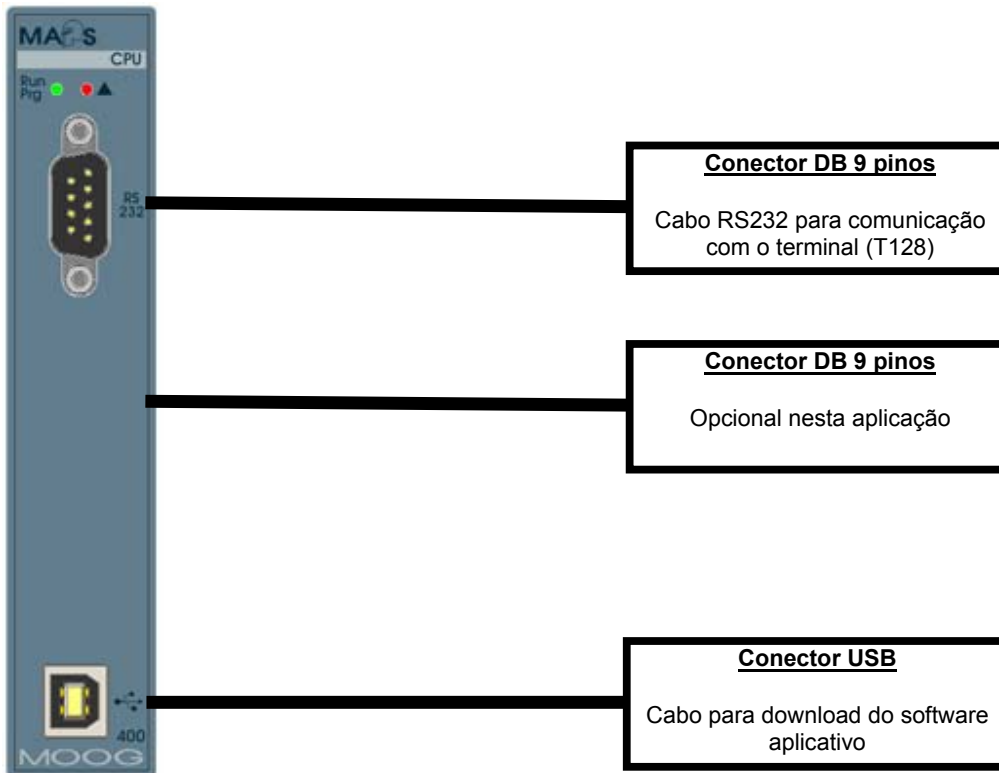 MACS
CPU
Run
Prg
RS
232
Conector DB 9 pinos
Cabo RS232 para comunicação
com o terminal (T128)
Conector DB 9 pinos
Opcional nesta aplicação
Conector USB
Cabo para download do software
aplicativo
400
MOOG